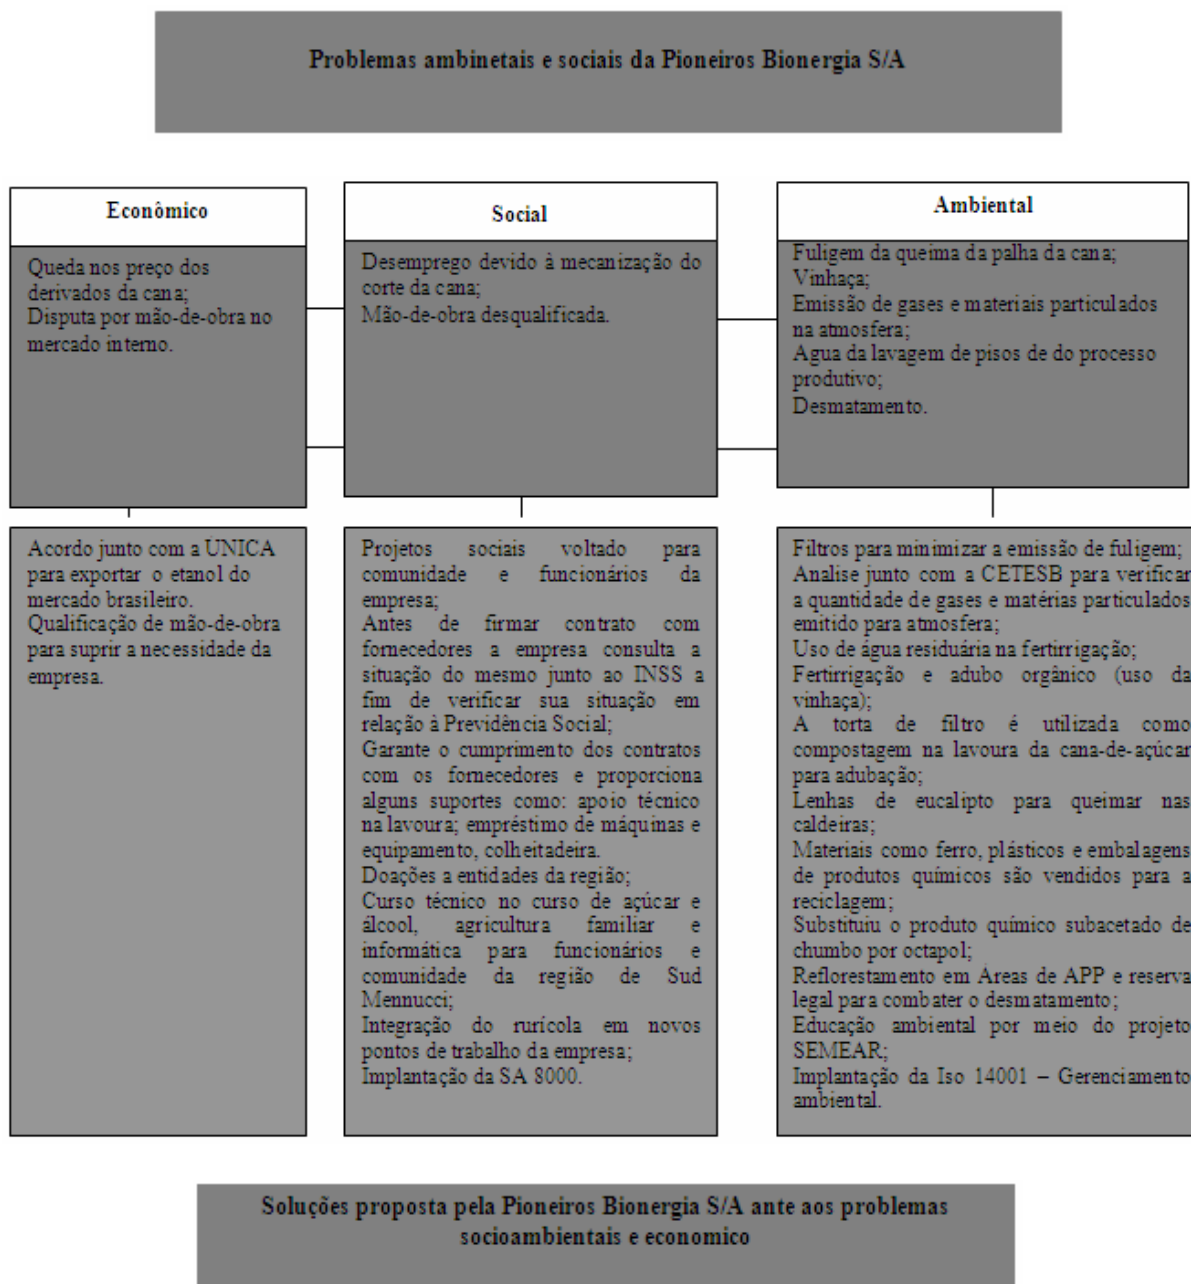 Problemas ambinetais e sociais da Pioneiros Bionergia S/A
Econômico
Queda nos preço dos
derivados da cana;
Disputa por mão-de-obra no
mercado interno.
Social
Desemprego devido à mecanização do
corte da cana;
Mão-de-obra desqualificada.
Ambiental
Fuligem da queima da palha da cana;
Vinhaça;
Emissão de gases e materiais particulados
na atmosfera;
Agua da lavagem de pisos de do processo
produtivo;
Desmatamento.
Acordo junto com a ÚNICA
para exportar o etanol do
mercado brasileiro.
Qualificação de mão-de-obra
para suprir a necessidade da
empresa.
Projetos sociais voltado para
comunidade e funcionários da
empresa;
Antes de firmar contrato com
fornecedores a empresa consulta a
situação do mesmo junto ao INSS a
fim de verificar sua situação em
relação à Previdência Social;
Garante o cumprimento dos contratos
com os fornecedores e proporciona
alguns suportes como: apoio técnico
na lavoura; empréstimo de máquinas e
equipamento, colheitadeira.
Doações a entidades da região;
Curso técnico no curso de açúcar e
álcool, agricultura familiar e
informática para funcionários e
comunidade da região de Sud
Mennucci;
Integração do rurícola em novos
pontos de trabalho da empresa;
Implantação da SA 8000.
Filtros para minimizar a emissão de fuligem;
Analise junto com a CETESB para verificar
a quantidade de gases e matérias particulados
emitido para atmosfera;
Uso de água residuária na fertirrigação;
Fertirrigação e adubo orgânico (uso da
vinhaça);
A torta de filtro é utilizada como
compostagem na lavoura da cana-de-açúcar
para adubação;
Lenhas de eucalipto para queimar nas
caldeiras;
Materiais como ferro, plásticos e embalagens
de produtos químicos são vendidos para a
reciclagem;
Substituiu o produto químico subacetado de
chumbo por octapol;
Reflorestamento em Áreas de APP e reserva
legal para combater o desmatamento;
Educação ambiental por meio do projeto
SEMEAR;
Implantação da Iso 14001 – Gerenciamento
ambiental.
Soluções proposta pela Pioneiros Bionergia S/A ante aos problemas
socioambientais e economico